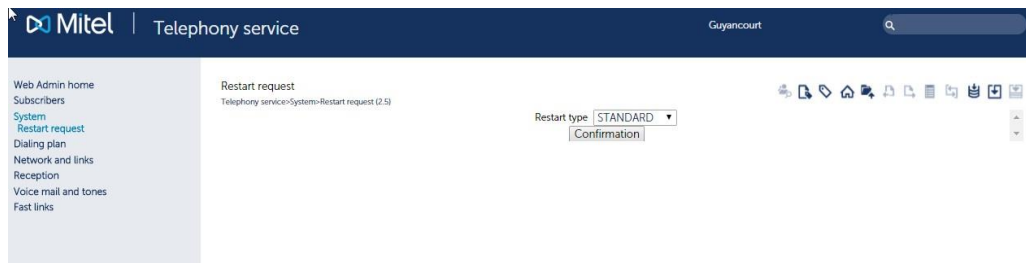 Mitel | Telephony service
Guyancourt
Web Admin home
Subscribers
System
Restart request
Dialing plan
Network and links
Reception
Voice mail and tones
Fast links
Restart request
Telephony service>System>Restart request (2.5)
Restart type STANDARD
Confirmation